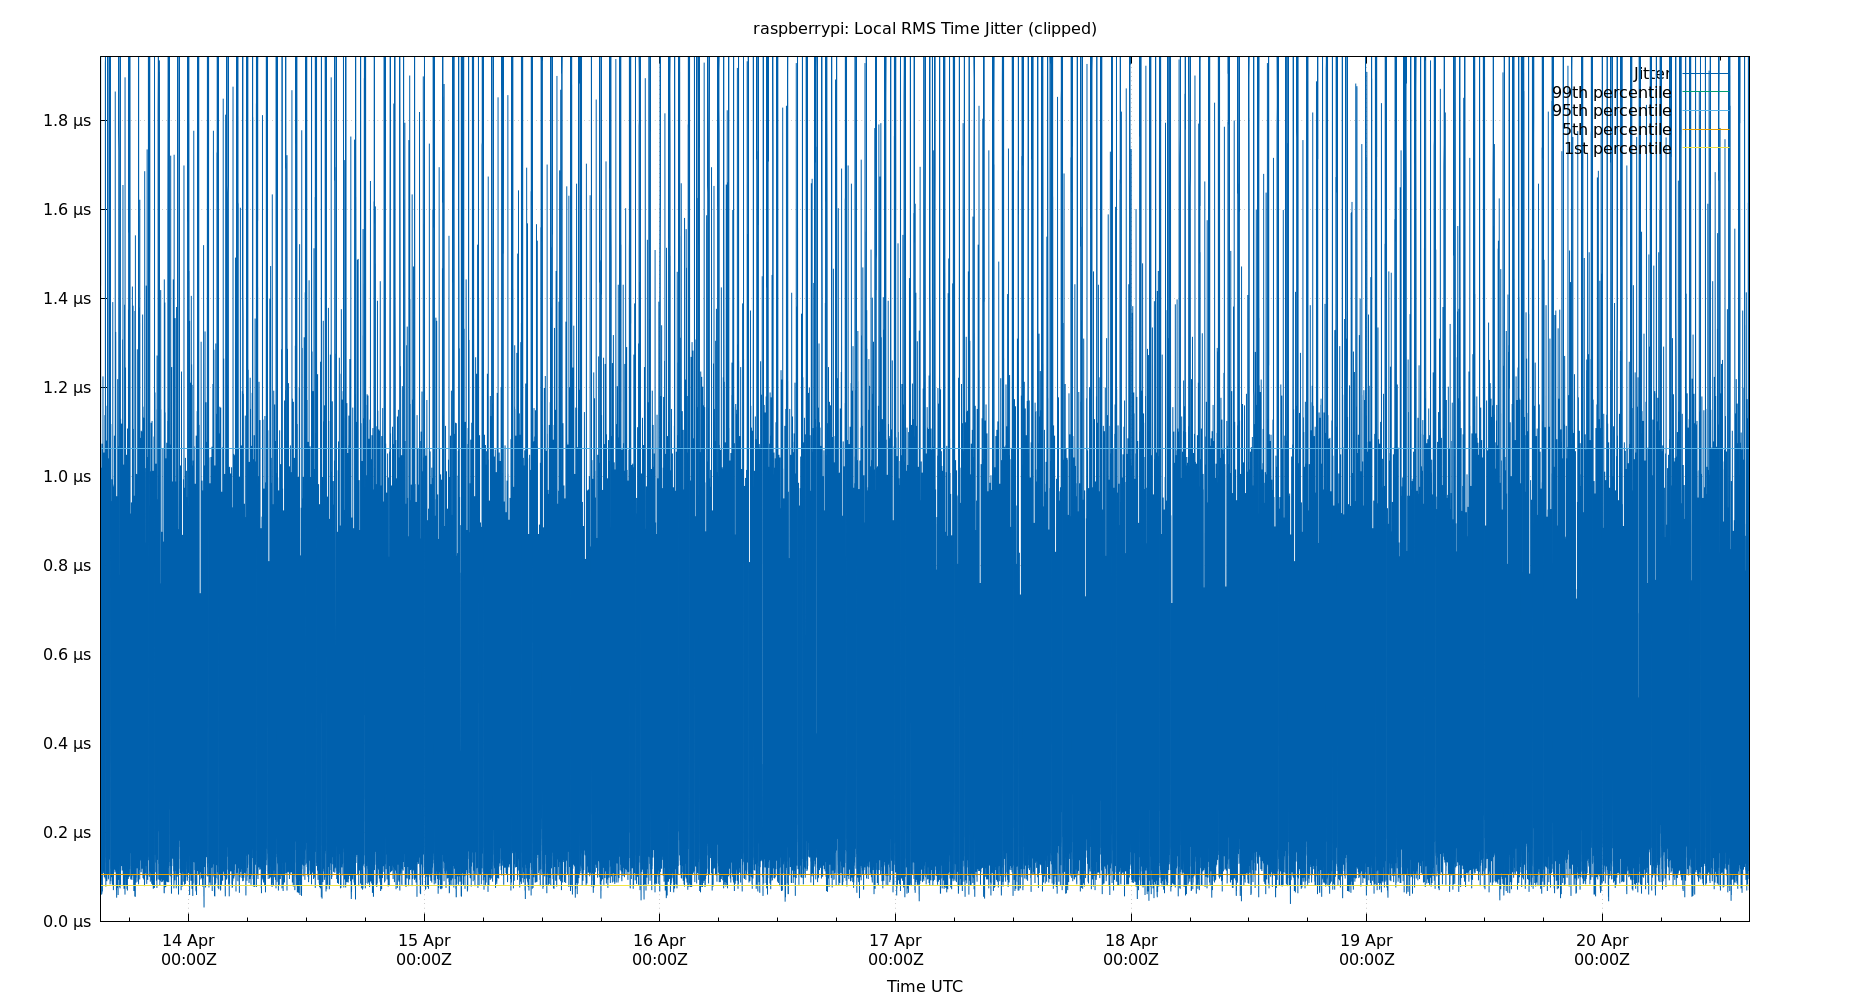 raspberrypi: Local RMS Time Jitter (clipped)
Jitter
99th percentile
95th percentile
5th percentile
1st percentile
1.8 μs
1.6 μs
1.4 μs
1.2 μs
1.0 μs
0.8 μs
0.6 μs
0.4 μs
0.2 μs
0.0 μs
14 Apr 15 Apr 16 Apr 17 Apr 18 Apr 19 Apr 20 Apr
00:00Z 00:00Z 00:00Z 00:00Z 00:00Z 00:00Z 00:00Z
Time UTC